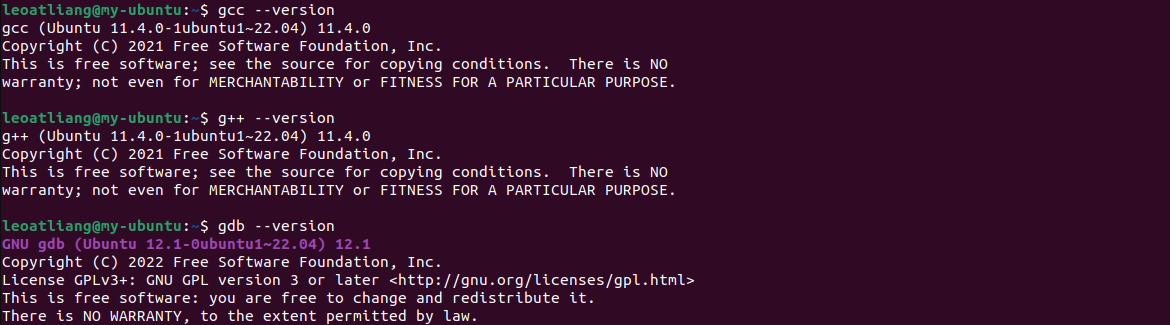 leoatliang@my-ubuntu:~$ gcc --version
gcc (Ubuntu 11.4.0-1ubuntu1~22.04) 11.4.0
Copyright (C) 2021 Free Software Foundation, Inc.
This is free software; see the source for copying conditions.  There is NO
warranty; not even for MERCHANTABILITY or FITNESS FOR A PARTICULAR PURPOSE.

leoatliang@my-ubuntu:~$ g++ --version
g++ (Ubuntu 11.4.0-1ubuntu1~22.04) 11.4.0
Copyright (C) 2021 Free Software Foundation, Inc.
This is free software; see the source for copying conditions.  There is NO
warranty; not even for MERCHANTABILITY or FITNESS FOR A PARTICULAR PURPOSE.

leoatliang@my-ubuntu:~$ gdb --version
GNU gdb (Ubuntu 12.1-0ubuntu1~22.04) 12.1
Copyright (C) 2022 Free Software Foundation, Inc.
License GPLv3+: GNU GPL version 3 or later <http://gnu.org/licenses/gpl.html>
This is free software: you are free to change and redistribute it.
There is NO WARRANTY, to the extent permitted by law.